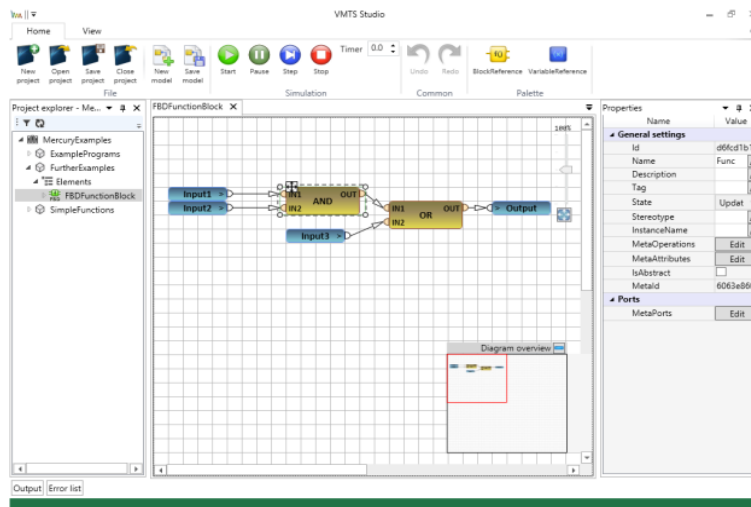 VMTS Studio
Home View
New project
Open project
Save project
Close project
New model
Save model
Start
Pause
Step
Stop
Timer 0.0
Undo
Redo
BlockReference
VariableReference
File
Simulation
Common
Palette
Project explorer - Me...
MercuryExamples
ExamplePrograms
FurtherExamples
Elements
FBDFunctionBlock
SimpleFunctions
FBDFunctionBlock
100%
Input1 >
Input2 >
IN1 OUT
AND
IN2
Input3 >
IN1 OUT
OR
IN2
> Output
Diagram overview
Properties
Name Value
General settings
Id d6fcd1b
Name Func
Description
Tag
State Updat
Stereotype
InstanceName
MetaOperations Edit
MetaAttributes Edit
IsAbstract
MetaId 6063e86
Ports
MetaPorts Edit
Output Error list